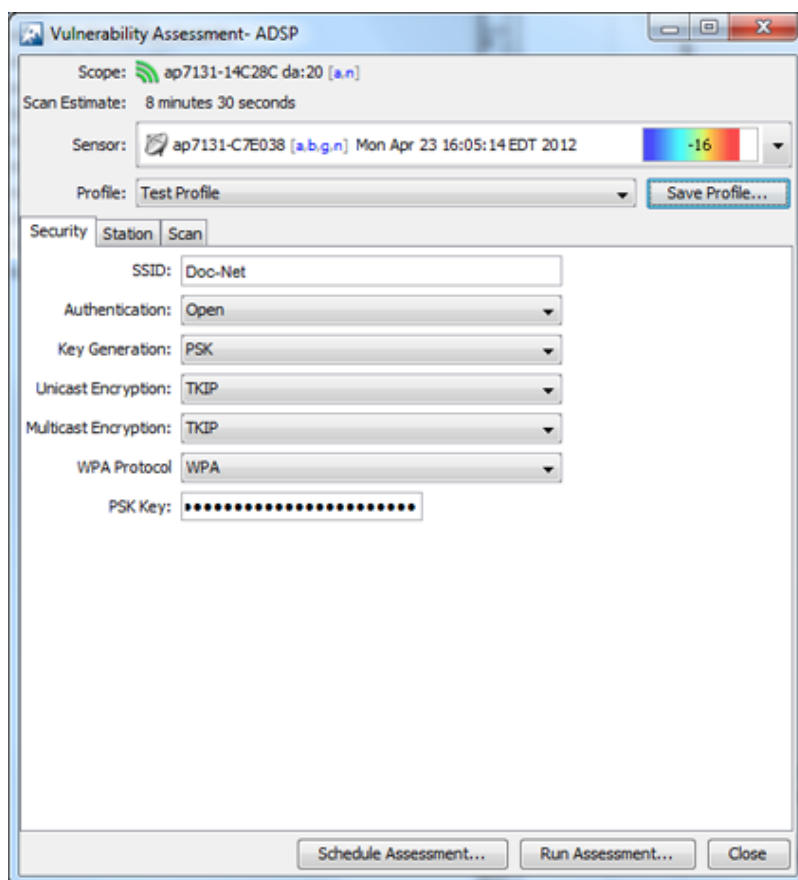 Vulnerability Assessment- ADSP
Scope: ap7131-14C28C da:20 [a,n]
Scan Estimate: 8 minutes 30 seconds
Sensor: ap7131-C7E038 [a,b,g,n] Mon Apr 23 16:05:14 EDT 2012 -16
Profile: Test Profile Save Profile...
Security Station Scan
SSID: Doc-Net
Authentication: Open
Key Generation: PSK
Unicast Encryption: TKIP
Multicast Encryption: TKIP
WPA Protocol WPA
PSK Key: •••••••••••••••••••••••
Schedule Assessment... Run Assessment... Close